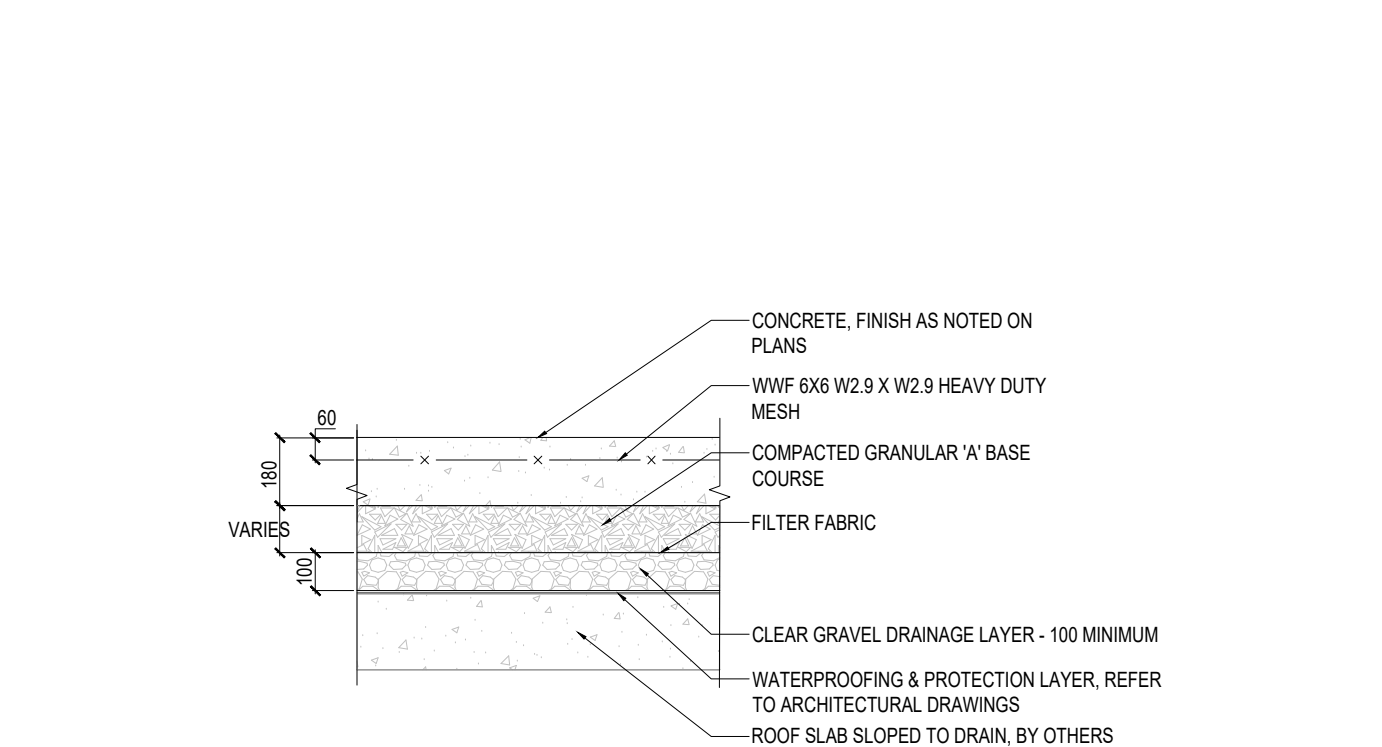 CONCRETE, FINISH AS NOTED ON
PLANS
WWF 6X6 W2.9 X W2.9 HEAVY DUTY
MESH
60
COMPACTED GRANULAR 'A' BASE
COURSE
180
FILTER FABRIC
VARIES
100
CLEAR GRAVEL DRAINAGE LAYER - 100 MINIMUM
WATERPROOFING & PROTECTION LAYER, REFER
TO ARCHITECTURAL DRAWINGS
ROOF SLAB SLOPED TO DRAIN, BY OTHERS